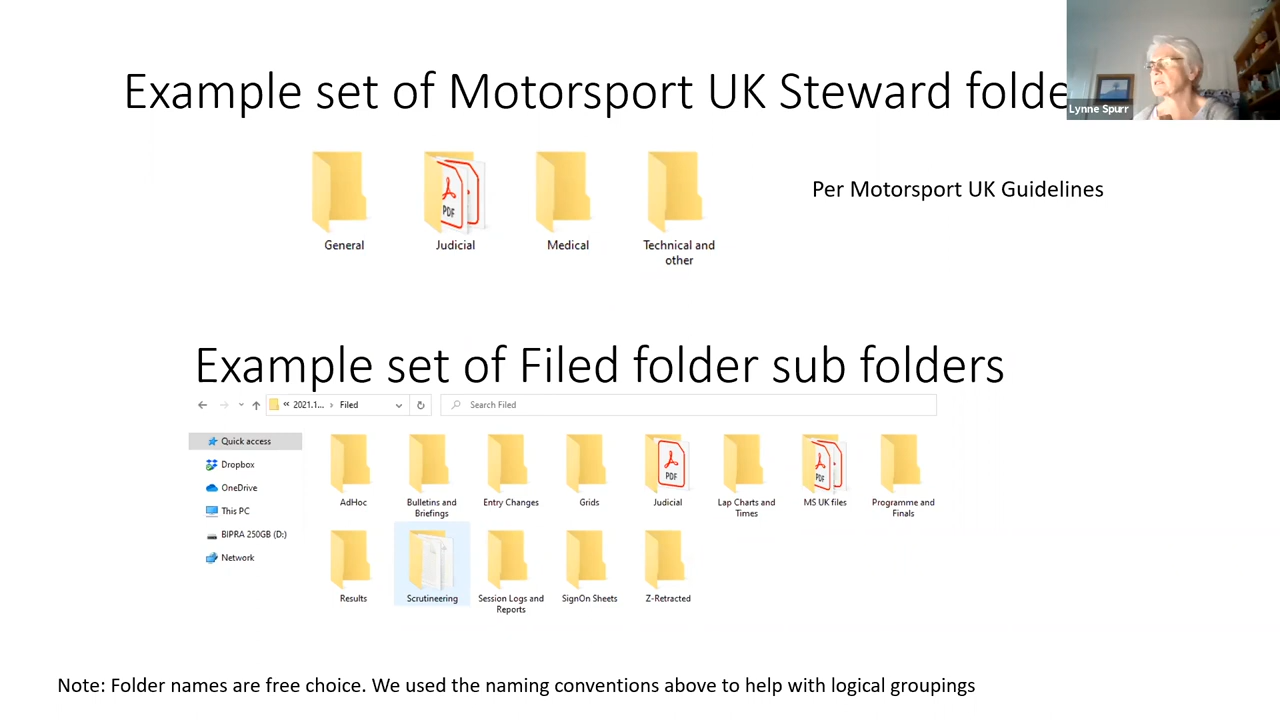 Example set of Motorsport UK Steward folde
Lynne Spurr
Per Motorsport UK Guidelines
PDF
General
Judicial
Medical
Technical and
other
Example set of Filed folder sub folders
« 2021.1... › Filed
Search Filed
Quick access
Dropbox
OneDrive
This PC
BIPRA 250GB (D:)
Network
PDF
PDF
AdHoc
Bulletins and
Briefings
Entry Changes
Grids
Judicial
Lap Charts and
Times
MS UK files
Programme and
Finals
Results
Scrutineering
Session Logs and
Reports
SignOn Sheets
Z-Retracted
Note: Folder names are free choice. We used the naming conventions above to help with logical groupings